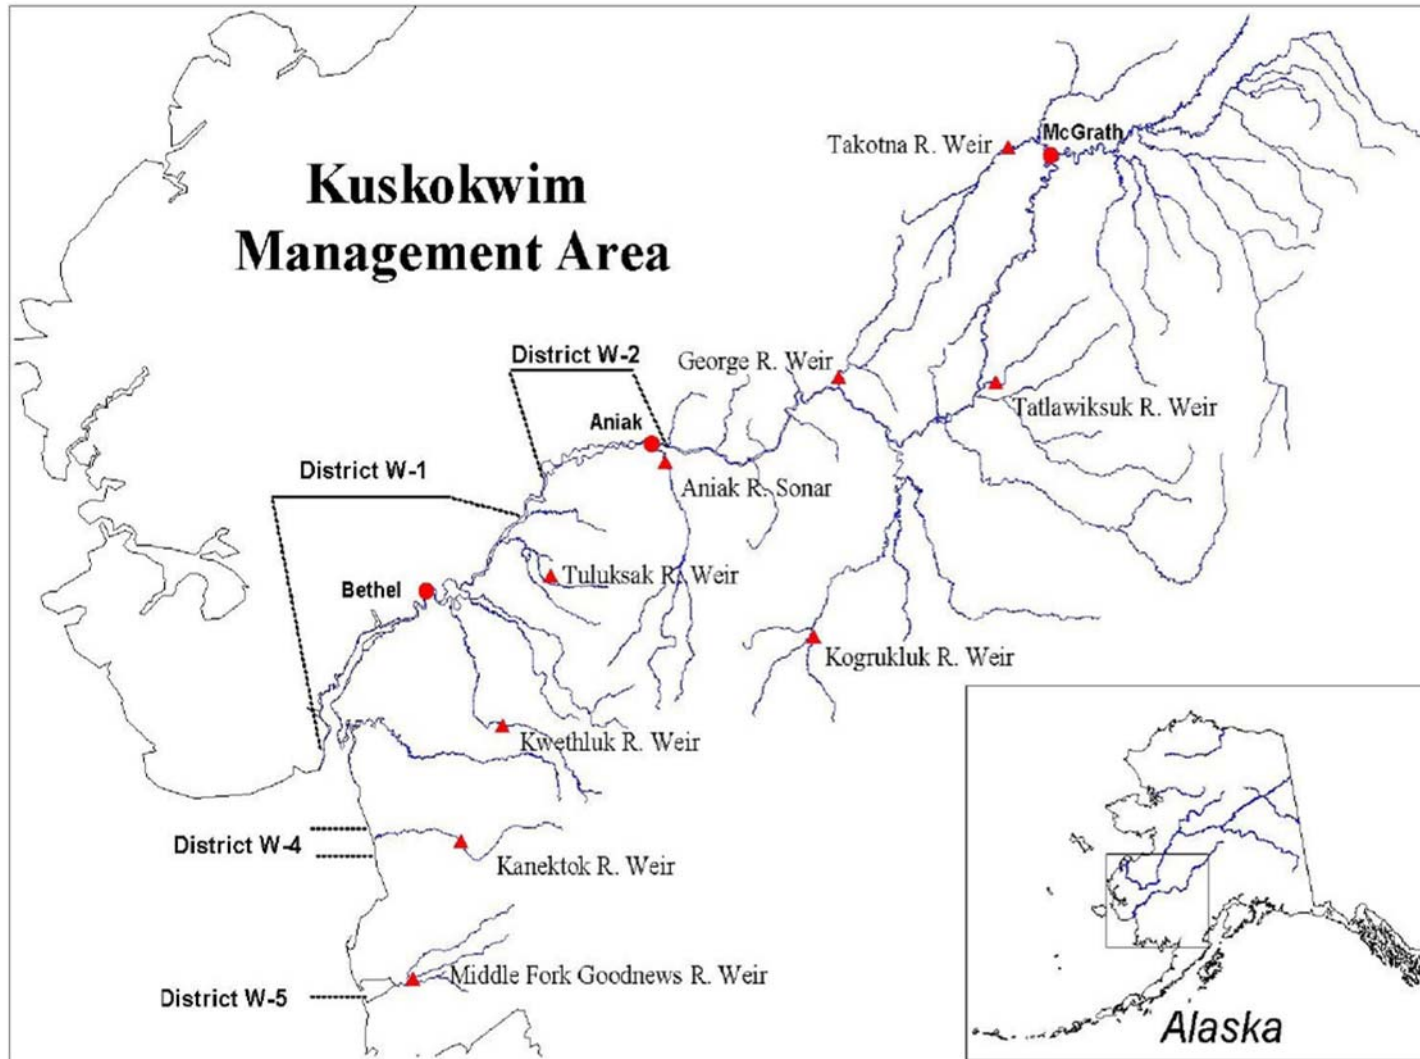 Kuskokwim
Management Area
McGrath
Takotna R. Weir
District W-2
George R. Weir
Tatlawiksuk R. Weir
Aniak
District W-1
Aniak R. Sonar
Tuluksak R. Weir
Bethel
Kogrukluk R. Weir
Kwethluk R. Weir
District W-4
Kanektok R. Weir
Middle Fork Goodnews R. Weir
District W-5
Alaska